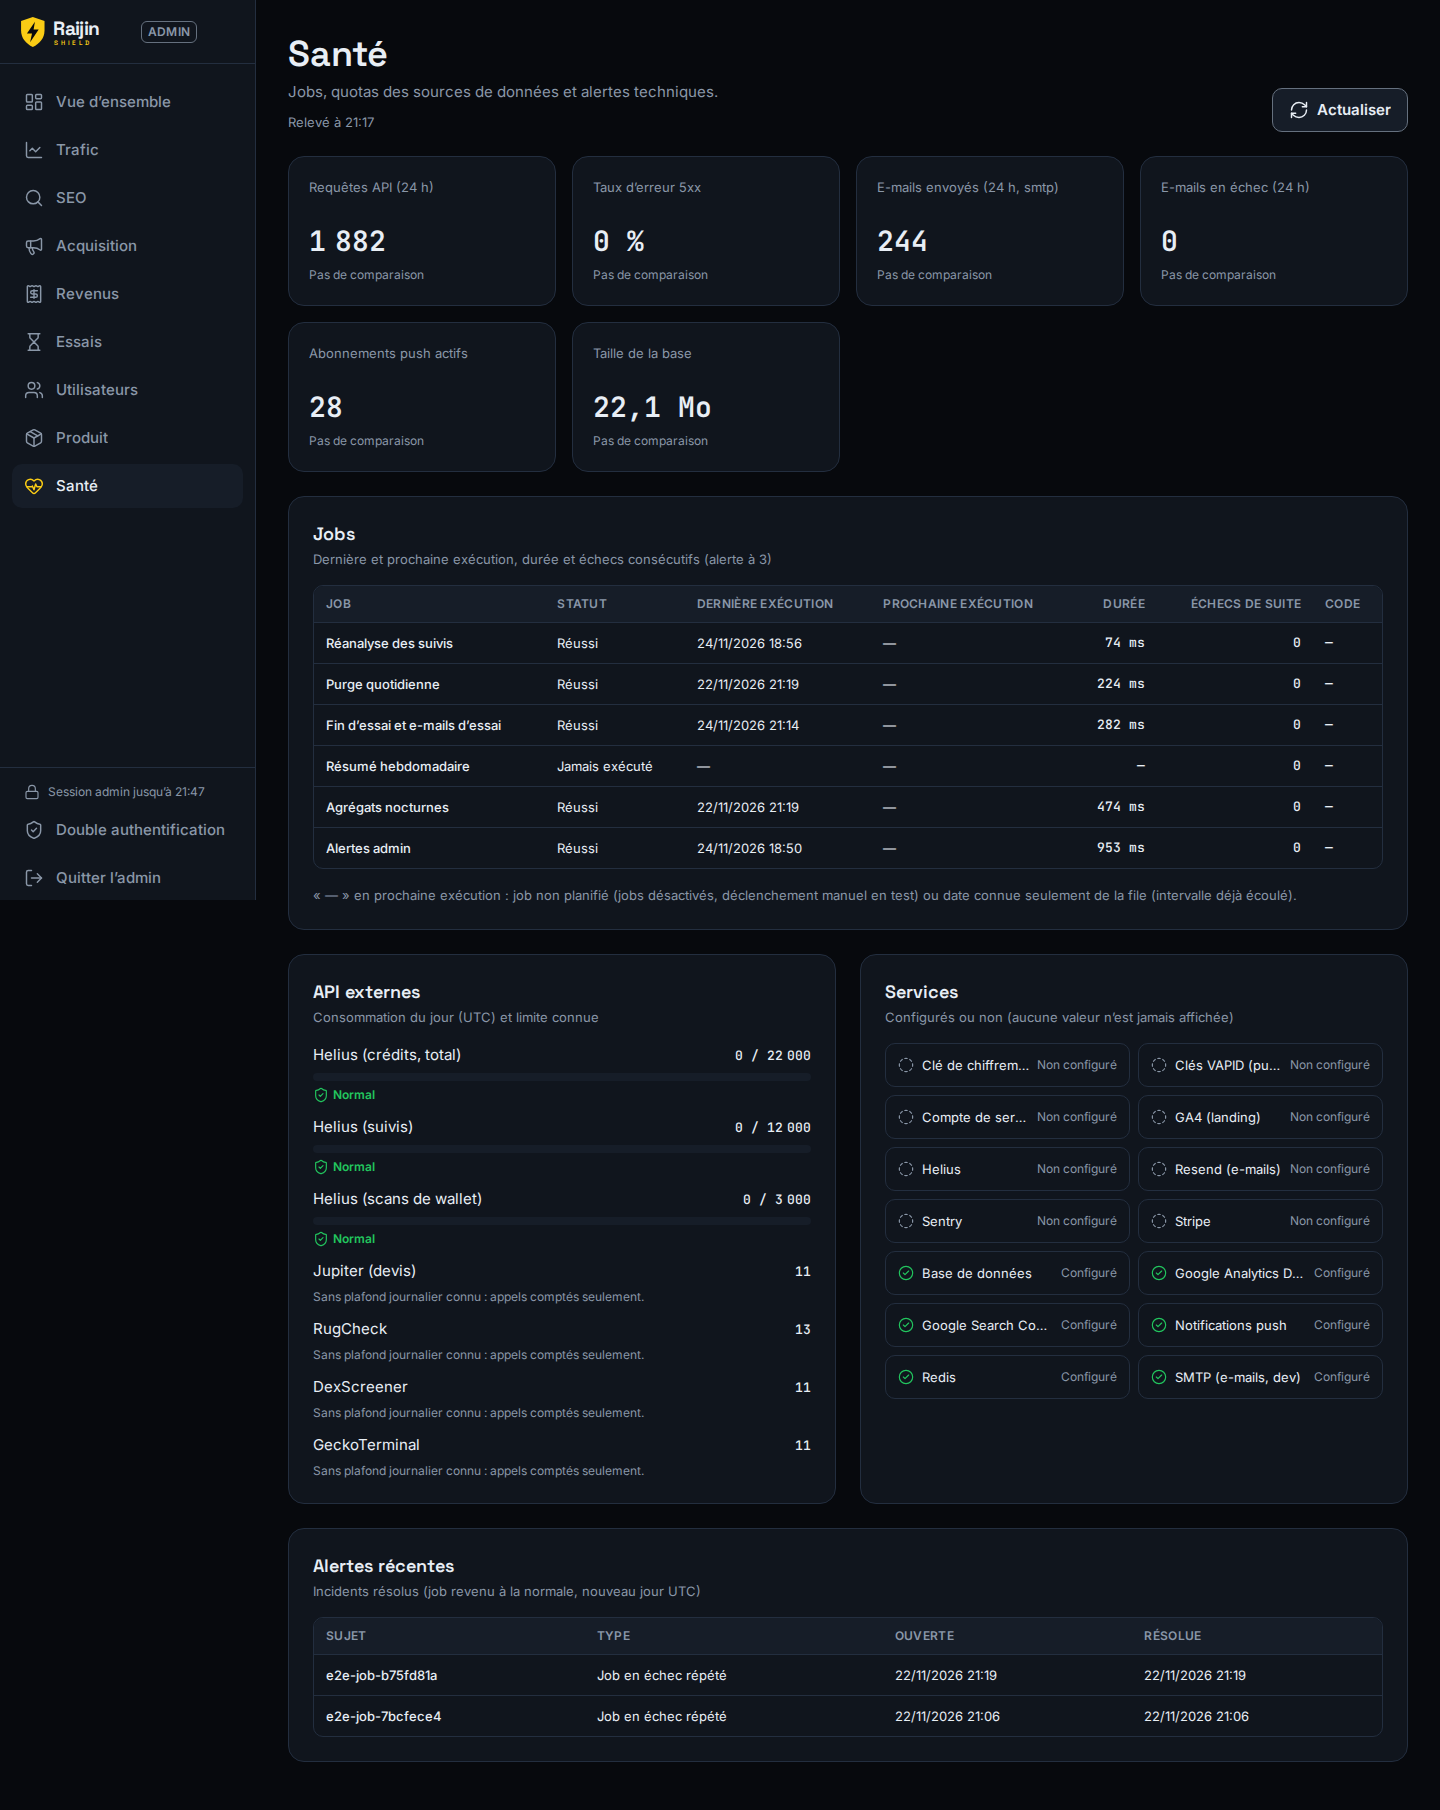 Raijin
SHIELD
ADMIN
Vue d’ensemble
Trafic
SEO
Acquisition
Revenus
Essais
Utilisateurs
Produit
Santé
Session admin jusqu’à 21:47
Double authentification
Quitter l’admin
Santé
Jobs, quotas des sources de données et alertes techniques.
Relevé à 21:17
Actualiser
Requêtes API (24 h)
1 882
Pas de comparaison
Taux d’erreur 5xx
0 %
Pas de comparaison
E-mails envoyés (24 h, smtp)
244
Pas de comparaison
E-mails en échec (24 h)
0
Pas de comparaison
Abonnements push actifs
28
Pas de comparaison
Taille de la base
22,1 Mo
Pas de comparaison
Jobs
Dernière et prochaine exécution, durée et échecs consécutifs (alerte à 3)
JOB STATUT DERNIÈRE EXÉCUTION PROCHAINE EXÉCUTION DURÉE ÉCHECS DE SUITE CODE
Réanalyse des suivis Réussi 24/11/2026 18:56 — 74 ms 0 —
Purge quotidienne Réussi 22/11/2026 21:19 — 224 ms 0 —
Fin d’essai et e-mails d’essai Réussi 24/11/2026 21:14 — 282 ms 0 —
Résumé hebdomadaire Jamais exécuté — — — 0 —
Agrégats nocturnes Réussi 22/11/2026 21:19 — 474 ms 0 —
Alertes admin Réussi 24/11/2026 18:50 — 953 ms 0 —
« — » en prochaine exécution : job non planifié (jobs désactivés, déclenchement manuel en test) ou date connue seulement de la file (intervalle déjà écoulé).
API externes
Consommation du jour (UTC) et limite connue
Helius (crédits, total) 0 / 22 000
Normal
Helius (suivis) 0 / 12 000
Normal
Helius (scans de wallet) 0 / 3 000
Normal
Jupiter (devis) 11
Sans plafond journalier connu : appels comptés seulement.
RugCheck 13
Sans plafond journalier connu : appels comptés seulement.
DexScreener 11
Sans plafond journalier connu : appels comptés seulement.
GeckoTerminal 11
Sans plafond journalier connu : appels comptés seulement.
Services
Configurés ou non (aucune valeur n’est jamais affichée)
Clé de chiffrem... Non configuré
Clés VAPID (pu... Non configuré
Compte de ser... Non configuré
GA4 (landing) Non configuré
Helius Non configuré
Resend (e-mails) Non configuré
Sentry Non configuré
Stripe Non configuré
Base de données Configuré
Google Analytics D... Configuré
Google Search Co... Configuré
Notifications push Configuré
Redis Configuré
SMTP (e-mails, dev) Configuré
Alertes récentes
Incidents résolus (job revenu à la normale, nouveau jour UTC)
SUJET TYPE OUVERTE RÉSOLUE
e2e-job-b75fd81a Job en échec répété 22/11/2026 21:19 22/11/2026 21:19
e2e-job-7bcfece4 Job en échec répété 22/11/2026 21:06 22/11/2026 21:06